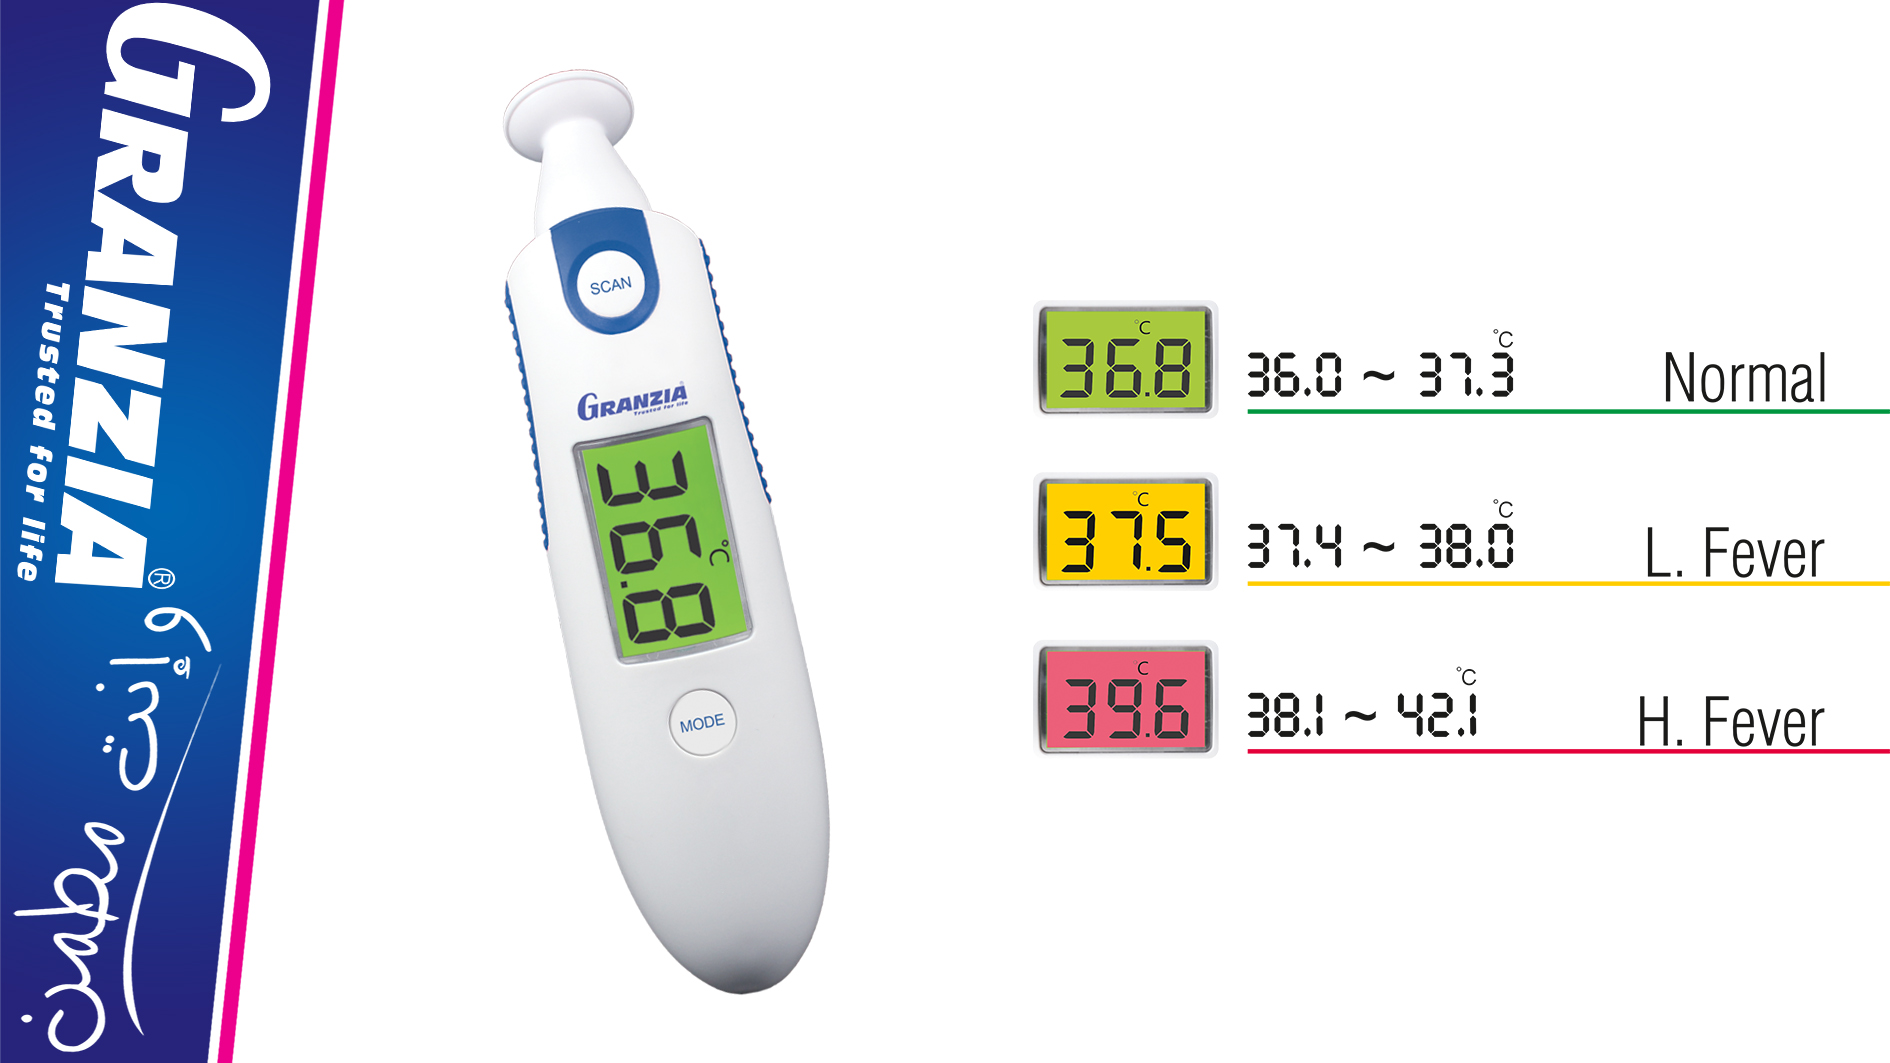 GRANZIA®
Trusted for life
وأنت مطمن
SCAN
GRANZIA
Trusted for life
36.8
°C
MODE
°C
36.8
36.0 ~ 37.3 °C
Normal
°C
37.5
37.4 ~ 38.0 °C
L. Fever
°C
39.6
38.1 ~ 42.1 °C
H. Fever